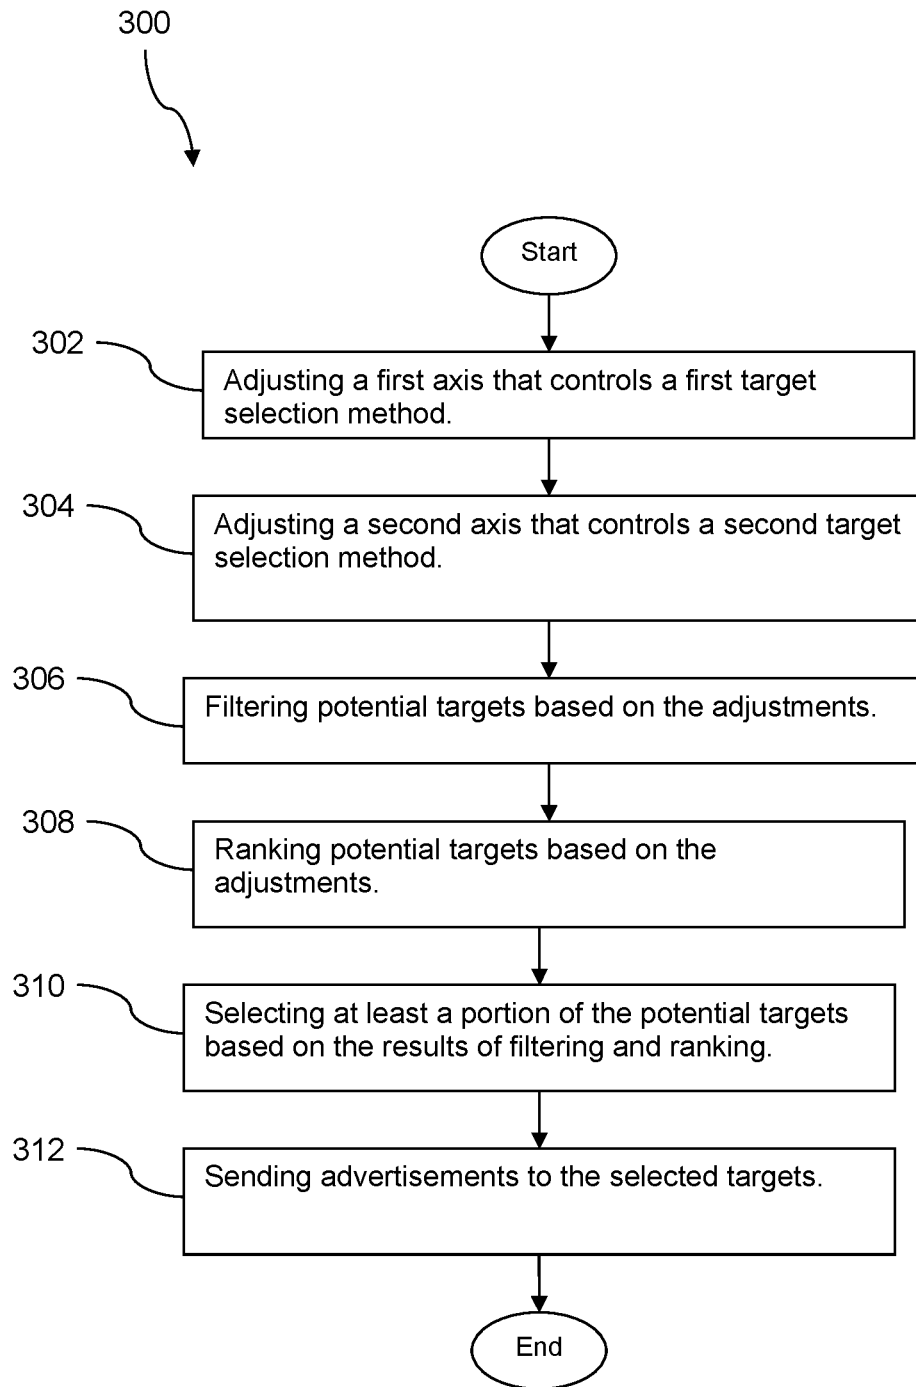 300
Start
302
Adjusting a first axis that controls a first target
selection method.
304
Adjusting a second axis that controls a second target
selection method.
306
Filtering potential targets based on the adjustments.
308
Ranking potential targets based on the
adjustments.
310
Selecting at least a portion of the potential targets
based on the results of filtering and ranking.
312
Sending advertisements to the selected targets.
End